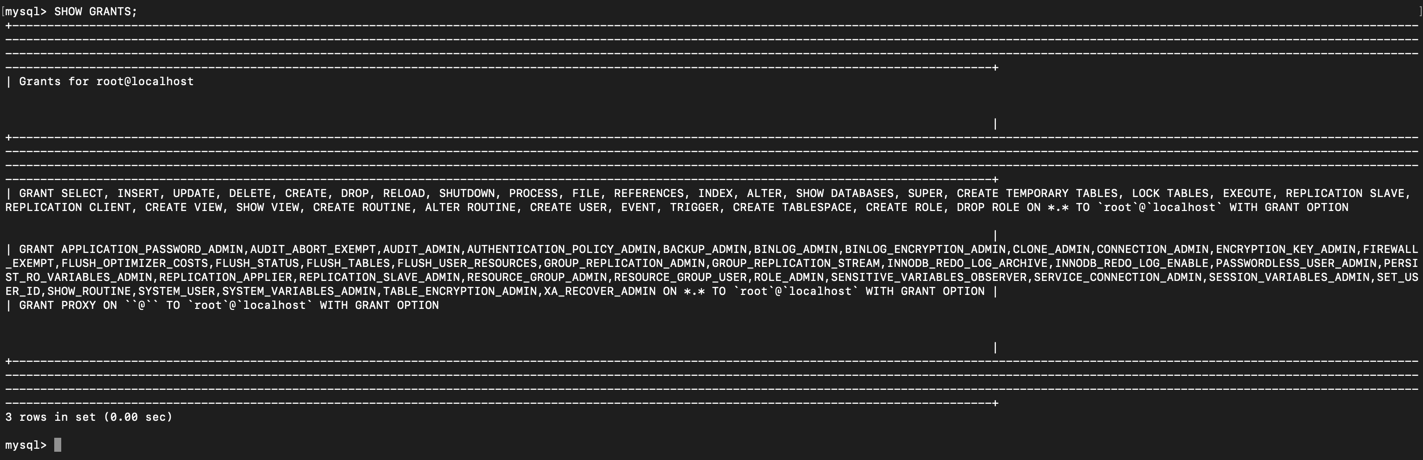 mysql> SHOW GRANTS;
| Grants for root@localhost
|
| GRANT SELECT, INSERT, UPDATE, DELETE, CREATE, DROP, RELOAD, SHUTDOWN, PROCESS, FILE, REFERENCES, INDEX, ALTER, SHOW DATABASES, SUPER, CREATE TEMPORARY TABLES, LOCK TABLES, EXECUTE, REPLICATION SLAVE,
REPLICATION CLIENT, CREATE VIEW, SHOW VIEW, CREATE ROUTINE, ALTER ROUTINE, CREATE USER, EVENT, TRIGGER, CREATE TABLESPACE, CREATE ROLE, DROP ROLE ON *.* TO `root`@`localhost` WITH GRANT OPTION
|
| GRANT APPLICATION_PASSWORD_ADMIN,AUDIT_ABORT_EXEMPT,AUDIT_ADMIN,AUTHENTICATION_POLICY_ADMIN,BACKUP_ADMIN,BINLOG_ADMIN,BINLOG_ENCRYPTION_ADMIN,CLONE_ADMIN,CONNECTION_ADMIN,ENCRYPTION_KEY_ADMIN,FIREWALL
_EXEMPT,FLUSH_OPTIMIZER_COSTS,FLUSH_STATUS,FLUSH_TABLES,FLUSH_USER_RESOURCES,GROUP_REPLICATION_ADMIN,GROUP_REPLICATION_STREAM,INNODB_REDO_LOG_ARCHIVE,INNODB_REDO_LOG_ENABLE,PASSWORDLESS_USER_ADMIN,PERSI
ST_RO_VARIABLES_ADMIN,REPLICATION_APPLIER,REPLICATION_SLAVE_ADMIN,RESOURCE_GROUP_ADMIN,RESOURCE_GROUP_USER,ROLE_ADMIN,SENSITIVE_VARIABLES_OBSERVER,SERVICE_CONNECTION_ADMIN,SESSION_VARIABLES_ADMIN,SET_US
ER_ID,SHOW_ROUTINE,SYSTEM_USER,SYSTEM_VARIABLES_ADMIN,TABLE_ENCRYPTION_ADMIN,XA_RECOVER_ADMIN ON *.* TO `root`@`localhost` WITH GRANT OPTION |
| GRANT PROXY ON ``@`` TO `root`@`localhost` WITH GRANT OPTION
|
3 rows in set (0.00 sec)
mysql>